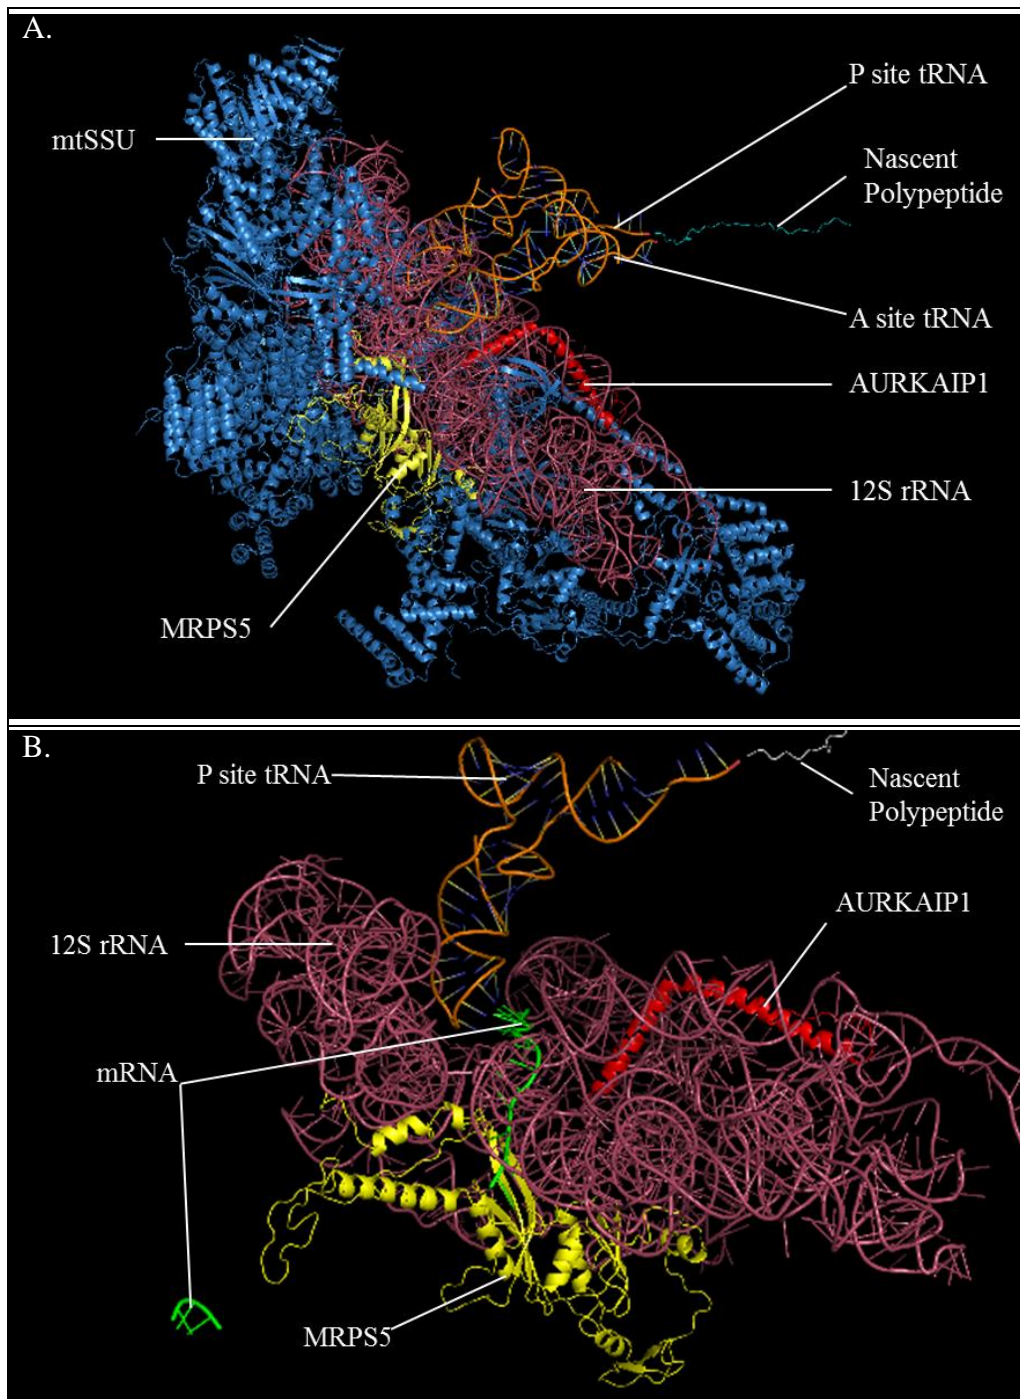 A.
P site tRNA
mtSSU
Nascent
Polypeptide
A site tRNA
AURKAIP1
12S rRNA
MRPS5
B.
P site tRNA
Nascent
Polypeptide
AURKAIP1
12S rRNA
mRNA
MRPS5